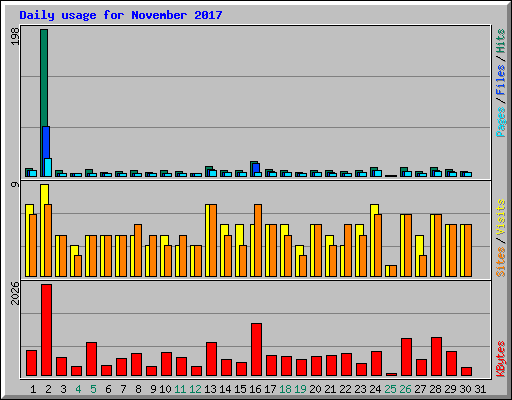 Daily usage for November 2017
198
Pages / Files / Hits
9
Sites / Visits
2026
KBytes
1 2 3 4 5 6 7 8 9 10 11 12 13 14 15 16 17 18 19 20 21 22 23 24 25 26 27 28 29 30 31